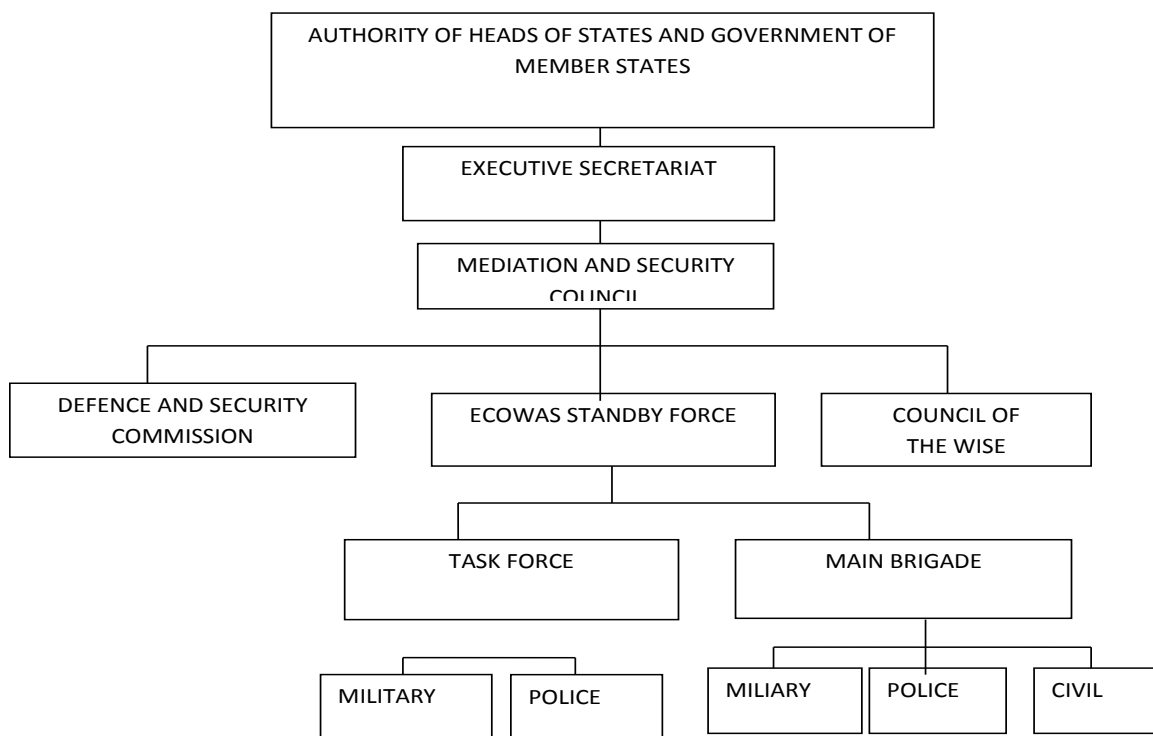 AUTHORITY OF HEADS OF STATES AND GOVERNMENT OF
MEMBER STATES
EXECUTIVE SECRETARIAT
MEDIATION AND SECURITY
COUNCIL
DEFENCE AND SECURITY
COMMISSION
ECOWAS STANDBY FORCE
COUNCIL OF
THE WISE
TASK FORCE
MAIN BRIGADE
MILITARY
POLICE
MILIARY
POLICE
CIVIL